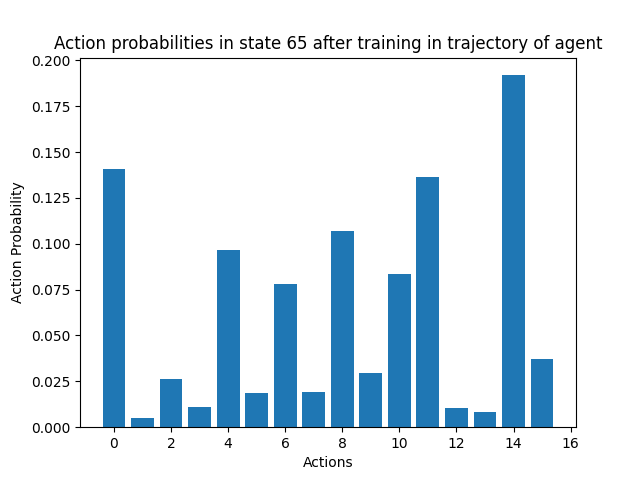 Action probabilities in state 65 after training in trajectory of agent
0.200
0.175
0.150
0.125
0.100
0.075
0.050
0.025
0.000
Action Probability
0 2 4 6 8 10 12 14 16
Actions